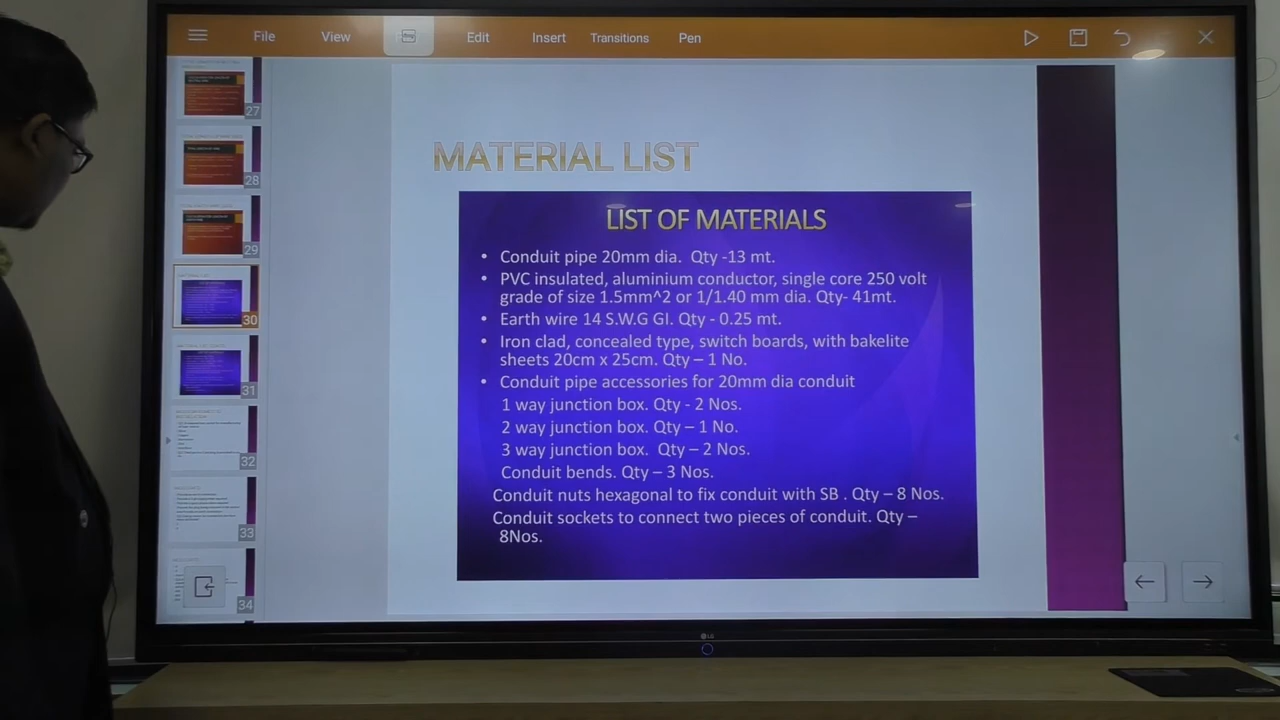 File View Edit Insert Transitions Pen
27
28
29
30
31
32
33
34
MATERIAL LIST
LIST OF MATERIALS
• Conduit pipe 20mm dia. Qty -13 mt.
• PVC insulated, aluminium conductor, single core 250 volt
grade of size 1.5mm^2 or 1/1.40 mm dia. Qty- 41mt.
• Earth wire 14 S.W.G GI. Qty - 0.25 mt.
• Iron clad, concealed type, switch boards, with bakelite
sheets 20cm x 25cm. Qty – 1 No.
• Conduit pipe accessories for 20mm dia conduit
1 way junction box. Qty - 2 Nos.
2 way junction box. Qty – 1 No.
3 way junction box. Qty – 2 Nos.
Conduit bends. Qty – 3 Nos.
Conduit nuts hexagonal to fix conduit with SB . Qty – 8 Nos.
Conduit sockets to connect two pieces of conduit. Qty –
8Nos.
LG